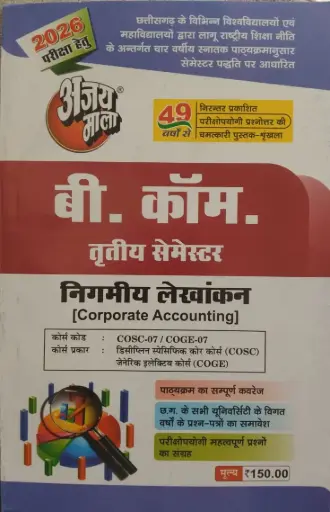 2026
परीक्षा हेतु
छत्तीसगढ़ के विभिन्न विश्वविद्यालयों एवं
महाविद्यालयों द्वारा लागू राष्ट्रीय शिक्षा नीति
के अन्तर्गत चार वर्षीय स्नातक पाठ्यक्रमानुसार
सेमेस्टर पद्धति पर आधारित
अजय®
माला
49
वर्षों से
निरन्तर प्रकाशित
परीक्षोपयोगी प्रश्नोत्तर की
चमत्कारी पुस्तक-श्रृंखला
बी. कॉम.
तृतीय सेमेस्टर
निगमीय लेखांकन
[Corporate Accounting]
कोर्स कोड : COSC-07 / COGE-07
कोर्स प्रकार : डिसीप्लिन स्पेसिफिक कोर कोर्स (COSC)
जेनेरिक इलेक्टिव कोर्स (COGE)
पाठ्यक्रम का सम्पूर्ण कवरेज
छ.ग. के सभी यूनिवर्सिटी के विगत
वर्षों के प्रश्न-पत्रों का समावेश
परीक्षोपयोगी महत्वपूर्ण प्रश्नों
का संग्रह
मूल्य ₹150.00